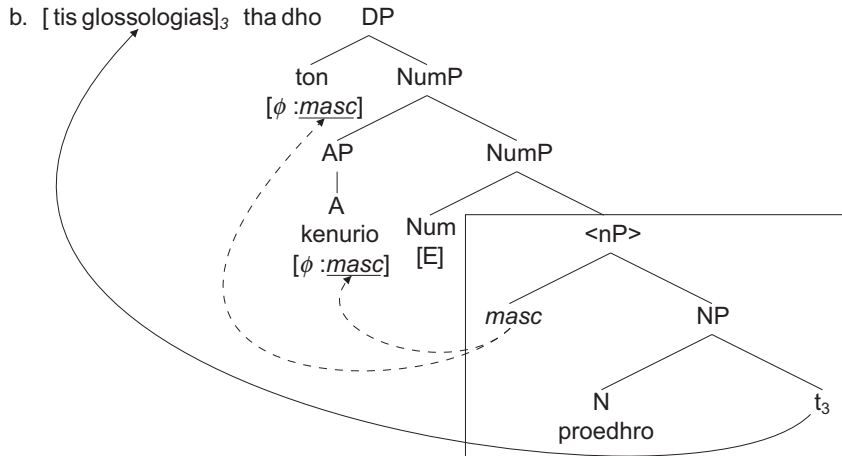 b. [ tis glossologias]₃ tha dho DP
ton NumP
[ϕ :masc]
AP NumP
A
kenurio Num <nP>
[ϕ :masc] [E]
masc NP
N t₃
proedhro